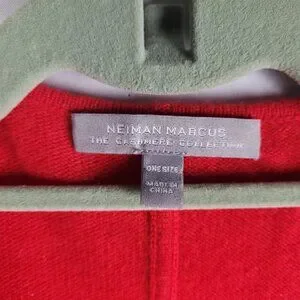 NEIMAN MARCUS
THE CASHMERE COLLECTION
ONE SIZE
MADE IN
CHINA